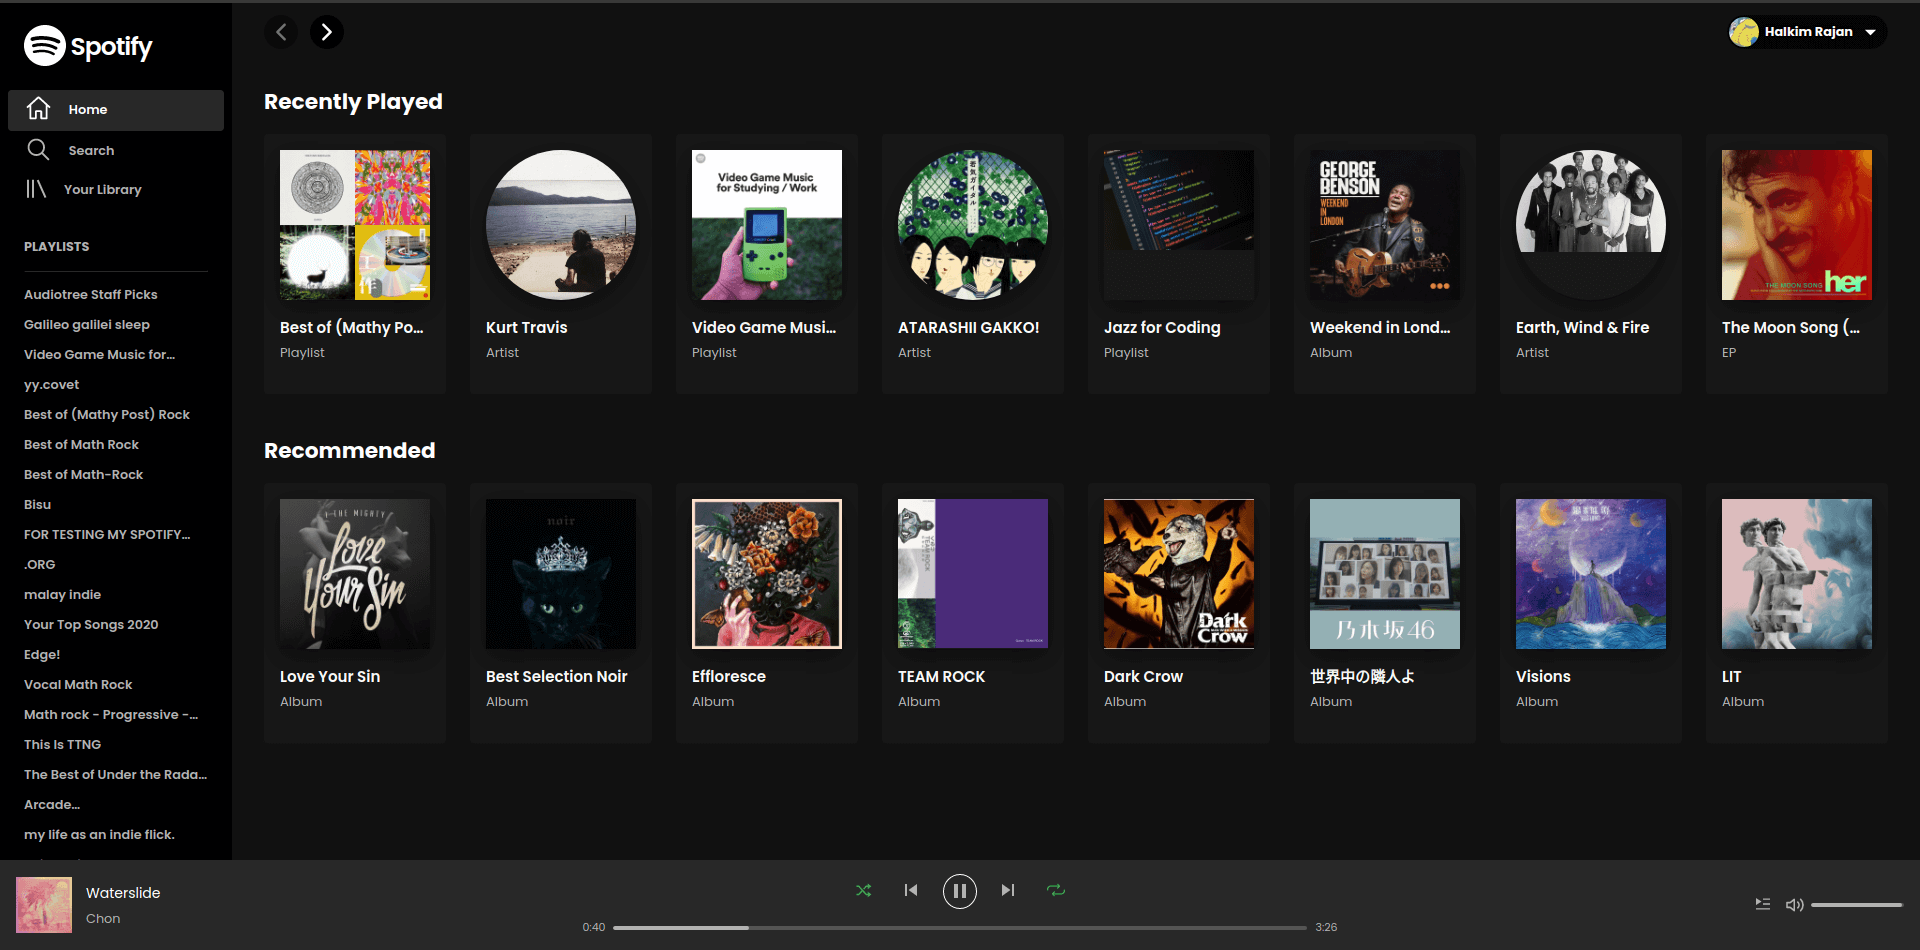 Spotify
Halkim Rajan
Home
Search
Your Library
PLAYLISTS
Audiotree Staff Picks
Galileo galilei sleep
Video Game Music for...
yy.covet
Best of (Mathy Post) Rock
Best of Math Rock
Best of Math-Rock
Bisu
FOR TESTING MY SPOTIFY...
.ORG
malay indie
Your Top Songs 2020
Edge!
Vocal Math Rock
Math rock - Progressive -...
This Is TTNG
The Best of Under the Rada...
Arcade...
my life as an indie flick.
Recently Played
Video Game Music
for Studying / Work
若気ガイタル
GEORGE
BENSON
WEEKEND
IN
LONDON
THE MOON SONG
her
Best of (Mathy Po...
Playlist
Kurt Travis
Artist
Video Game Musi...
Playlist
ATARASHII GAKKO!
Artist
Jazz for Coding
Playlist
Weekend in Lond...
Album
Earth, Wind & Fire
Artist
The Moon Song (...
EP
Recommended
I THE MIGHTY
Love
Your Sin
noir
TEAM ROCK
Dark
Crow
乃木坂46
Love Your Sin
Album
Best Selection Noir
Album
Effloresce
Album
TEAM ROCK
Album
Dark Crow
Album
世界中の隣人よ
Album
Visions
Album
LIT
Album
Waterslide
Chon
0:40
3:26